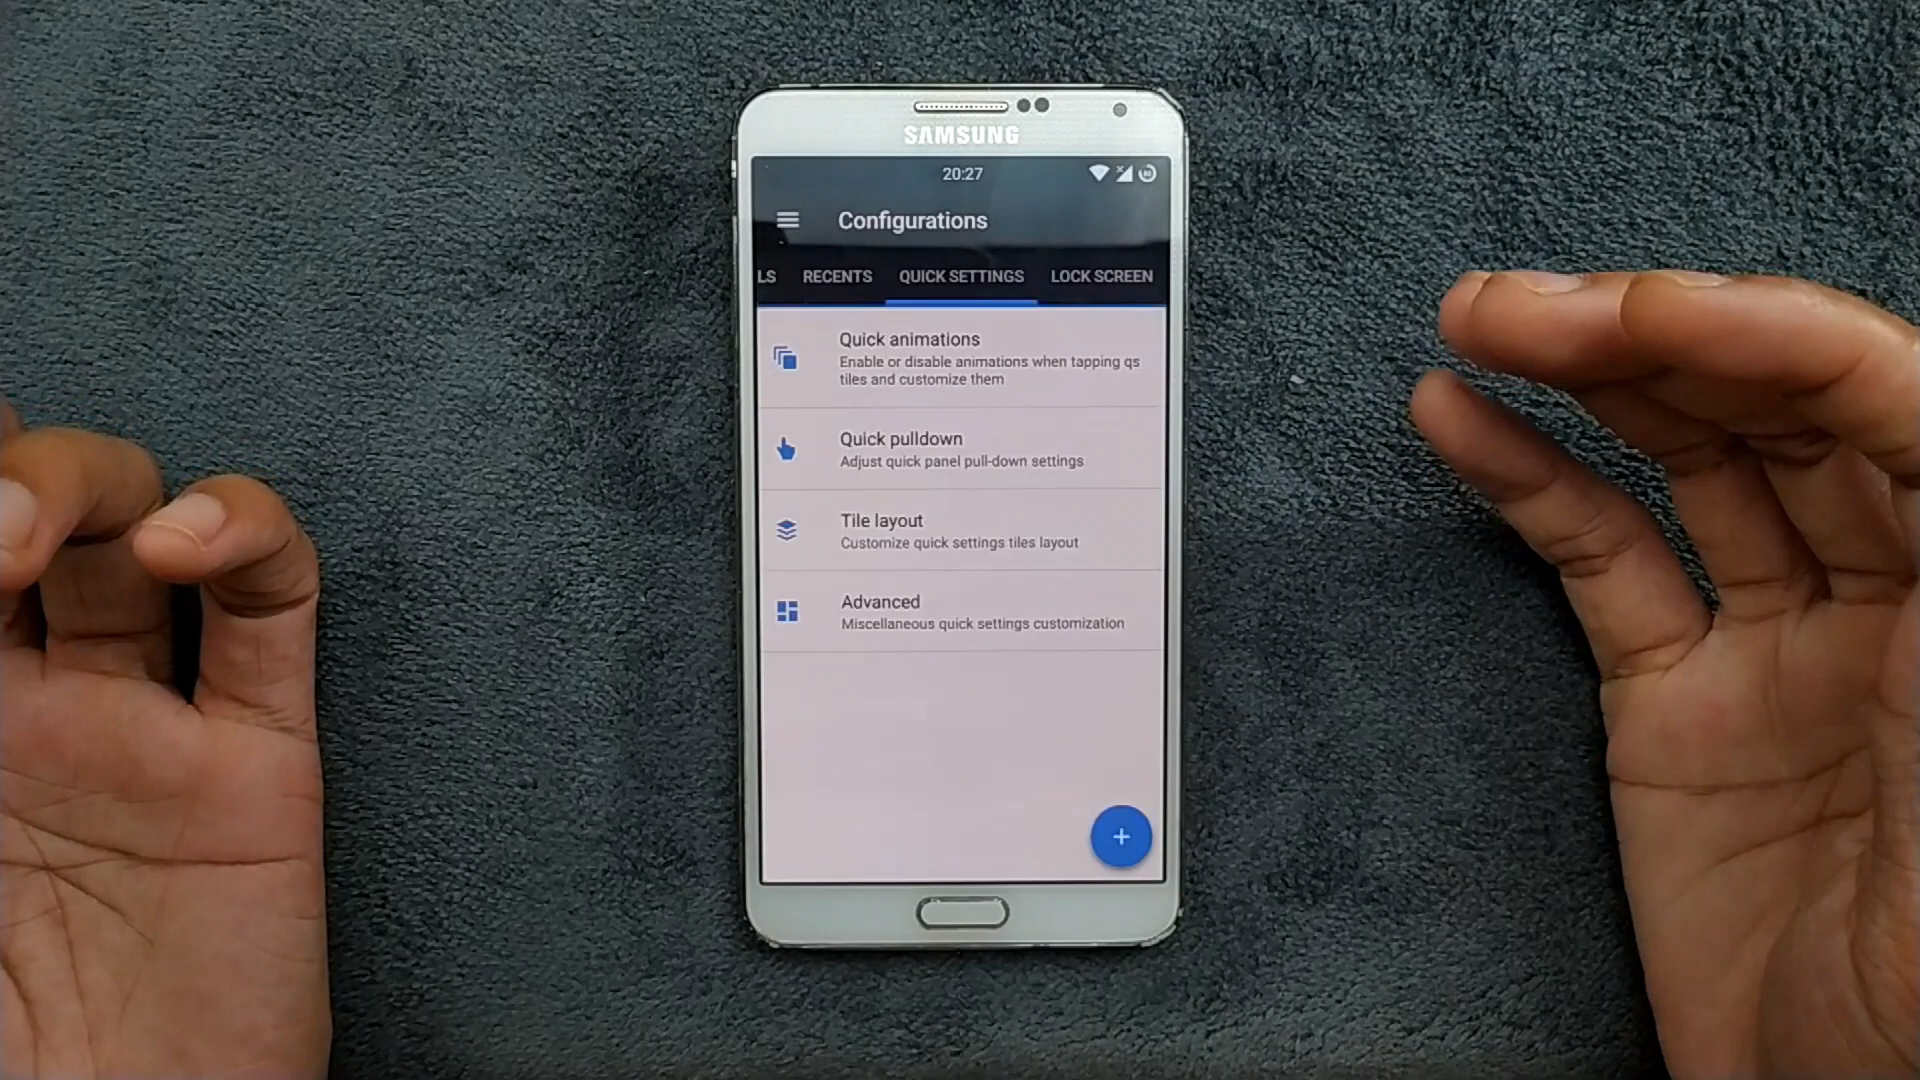 SAMSUNG
20:27
Configurations
LS RECENTS QUICK SETTINGS LOCK SCREEN
Quick animations
Enable or disable animations when tapping qs
tiles and customize them
Quick pulldown
Adjust quick panel pull-down settings
Tile layout
Customize quick settings tiles layout
Advanced
Miscellaneous quick settings customization